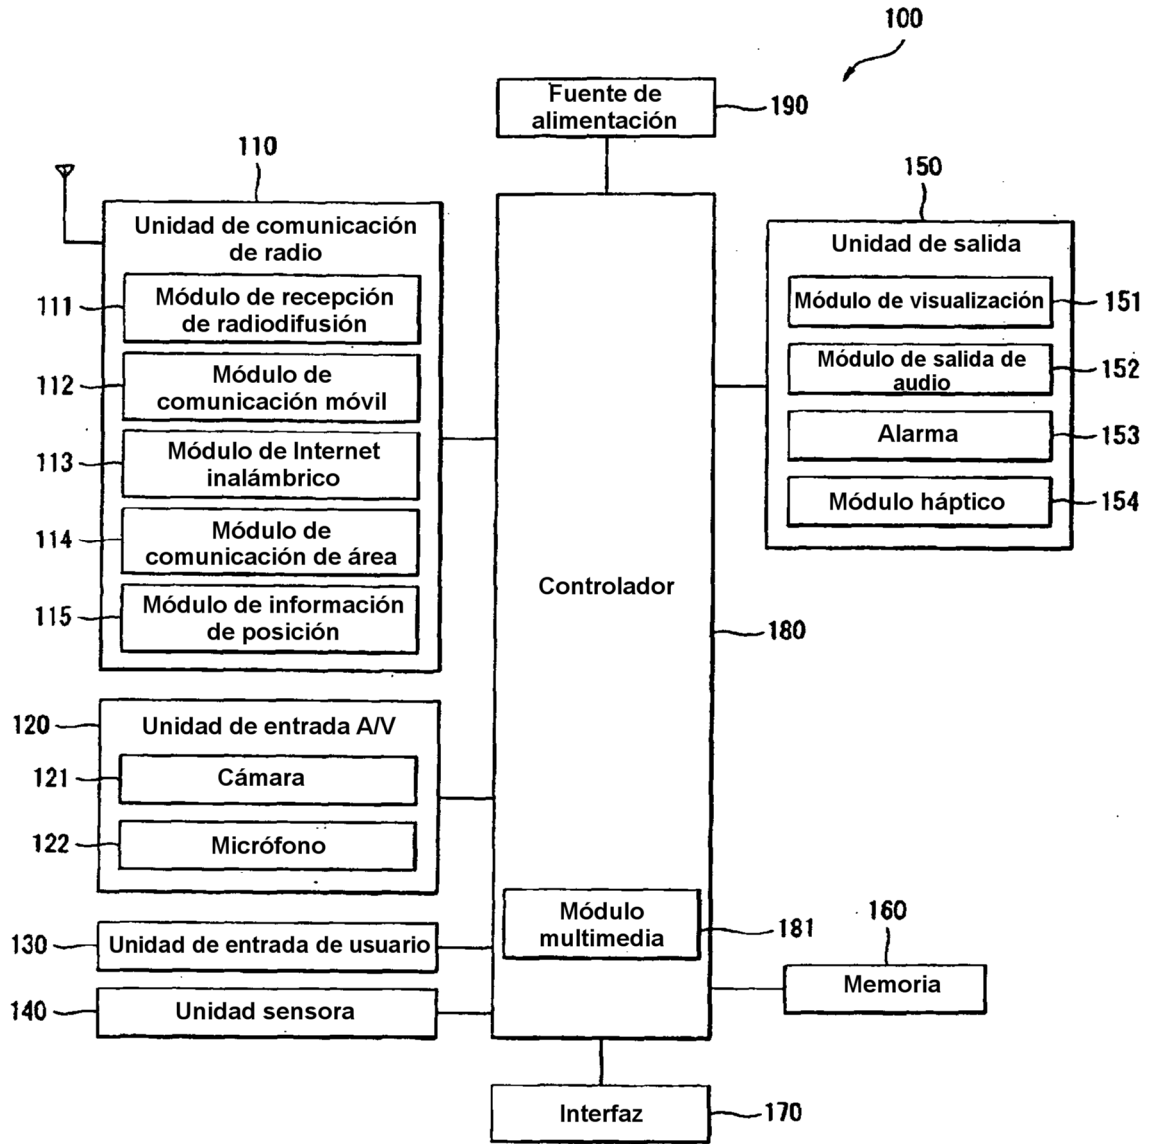 100
Fuente de
alimentación
190
110
Unidad de comunicación
de radio
111
Módulo de recepción
de radiodifusión
112
Módulo de
comunicación móvil
113
Módulo de Internet
inalámbrico
114
Módulo de
comunicación de área
115
Módulo de información
de posición
120
Unidad de entrada A/V
121
Cámara
122
Micrófono
130
Unidad de entrada de usuario
140
Unidad sensora
Controlador
180
Módulo
multimedia
181
150
Unidad de salida
Módulo de visualización
151
Módulo de salida de
audio
152
Alarma
153
Módulo háptico
154
160
Memoria
Interfaz
170